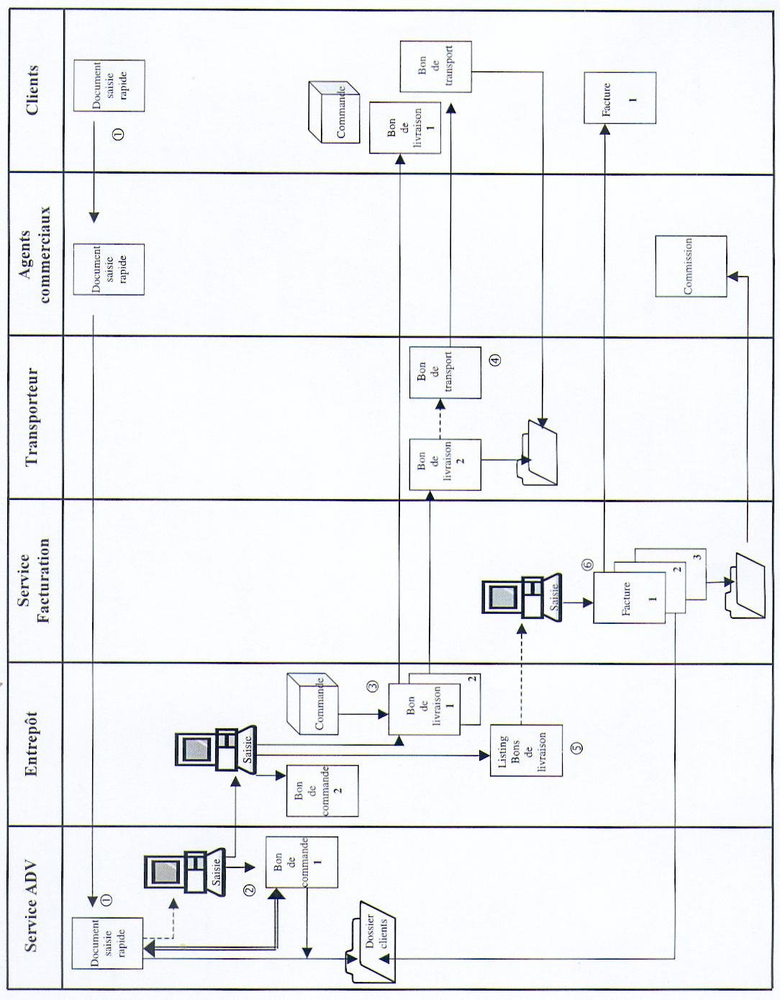 Service ADV
Entrepôt
Service
Facturation
Transporteur
Agents
commerciaux
Clients
Document
saisie
rapide
①
Document
saisie
rapide
①
Document
saisie
rapide
Saisie
②
Bon
de
commande
1
Dossier
clients
Saisie
Bon
de
commande
2
Commande
③
Bon
de
livraison
1
2
Listing
Bons
de
livraison
⑤
Saisie
⑥
Facture
1
2
3
Bon
de
livraison
2
Bon
de
transport
④
Commission
Commande
Bon
de
livraison
1
Bon
de
transport
Facture
1